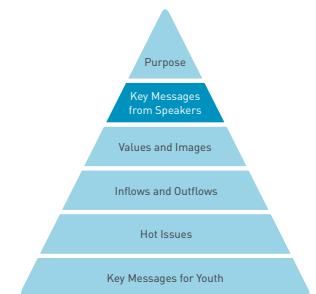 Purpose
Key Messages
from Speakers
Values and Images
Inflows and Outflows
Hot Issues
Key Messages for Youth